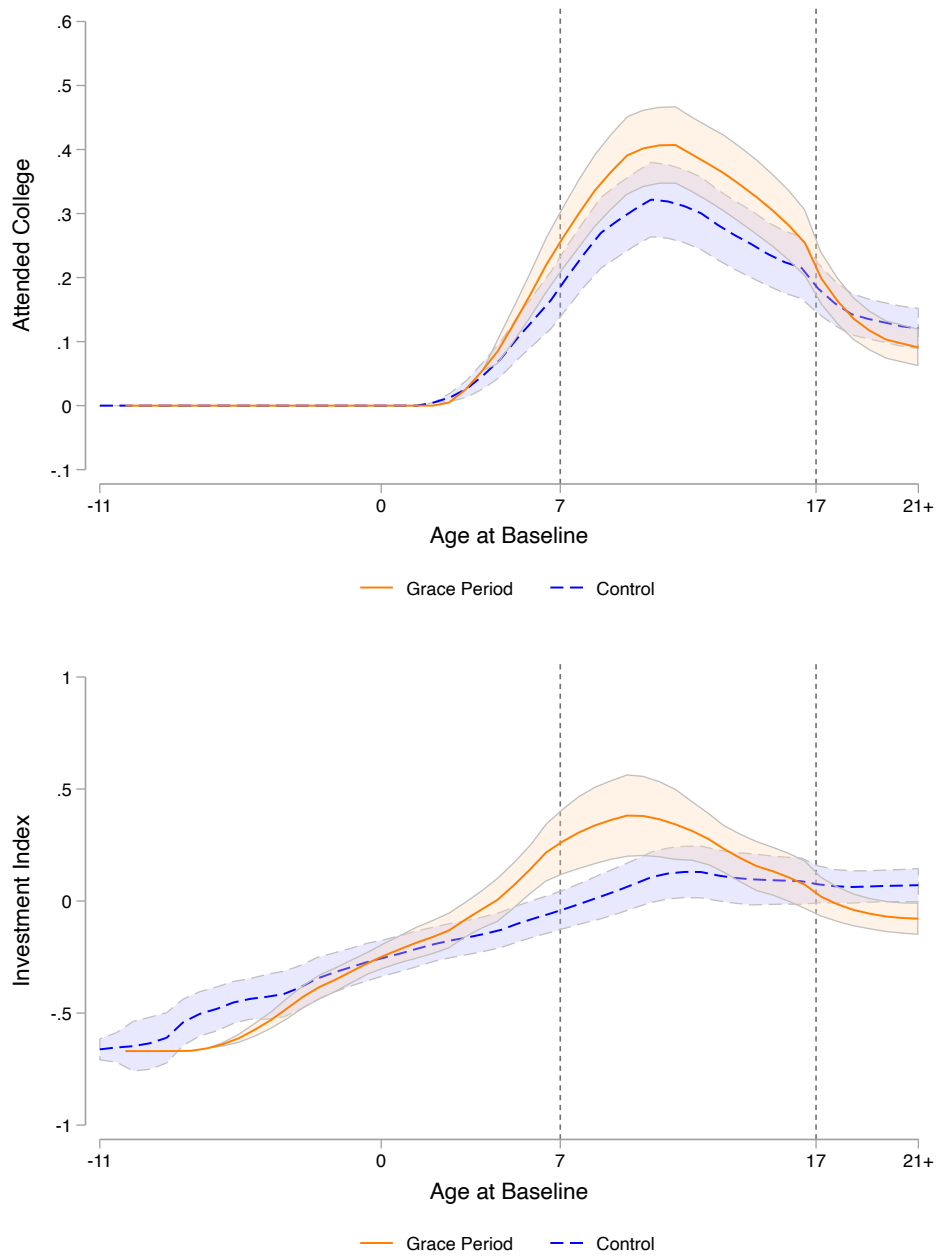 .6
.5
.4
.3
.2
.1
0
-.1
Attended College
-11 0 7 17 21+
Age at Baseline
Grace Period Control
1
.5
0
-.5
-1
Investment Index
-11 0 7 17 21+
Age at Baseline
Grace Period Control